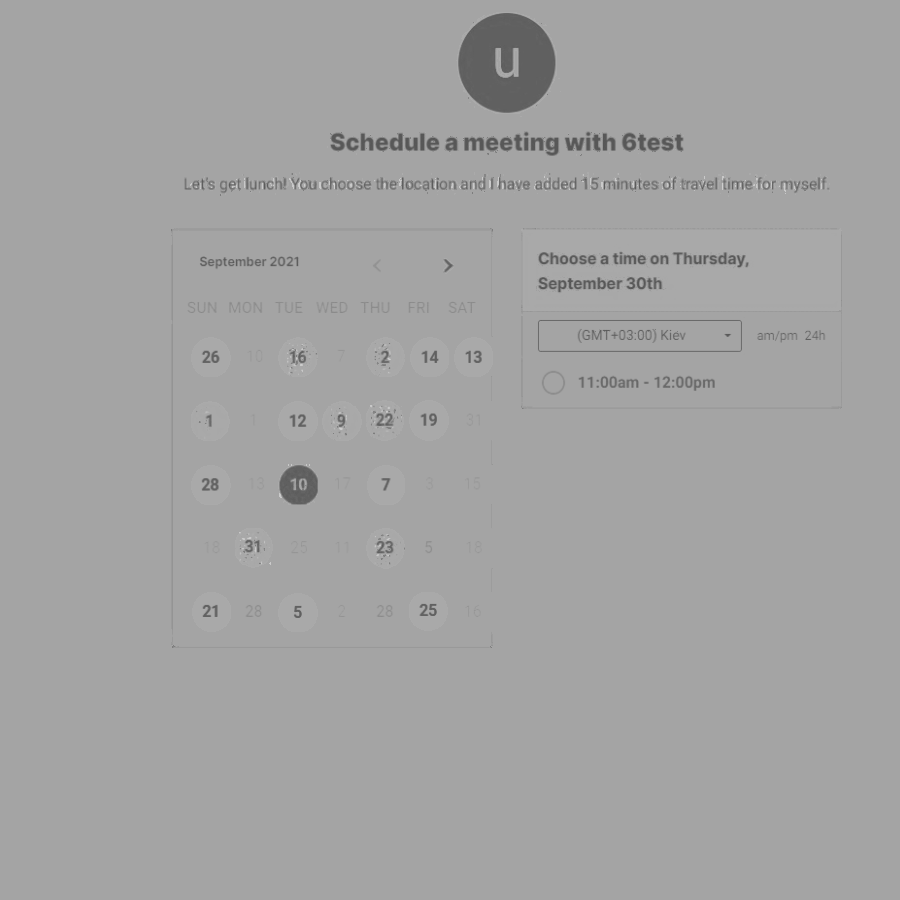 u
Schedule a meeting with 6test
Let's get lunch! You choose the location and I have added 15 minutes of travel time for myself.
September 2021
SUN MON TUE WED THU FRI SAT
26 10 16 7 2 14 13
1 1 12 9 22 19 31
28 13 10 17 7 3 15
18 31 25 11 23 5 18
21 28 5 2 28 25 16
Choose a time on Thursday,
September 30th
(GMT+03:00) Kiev am/pm 24h
11:00am - 12:00pm